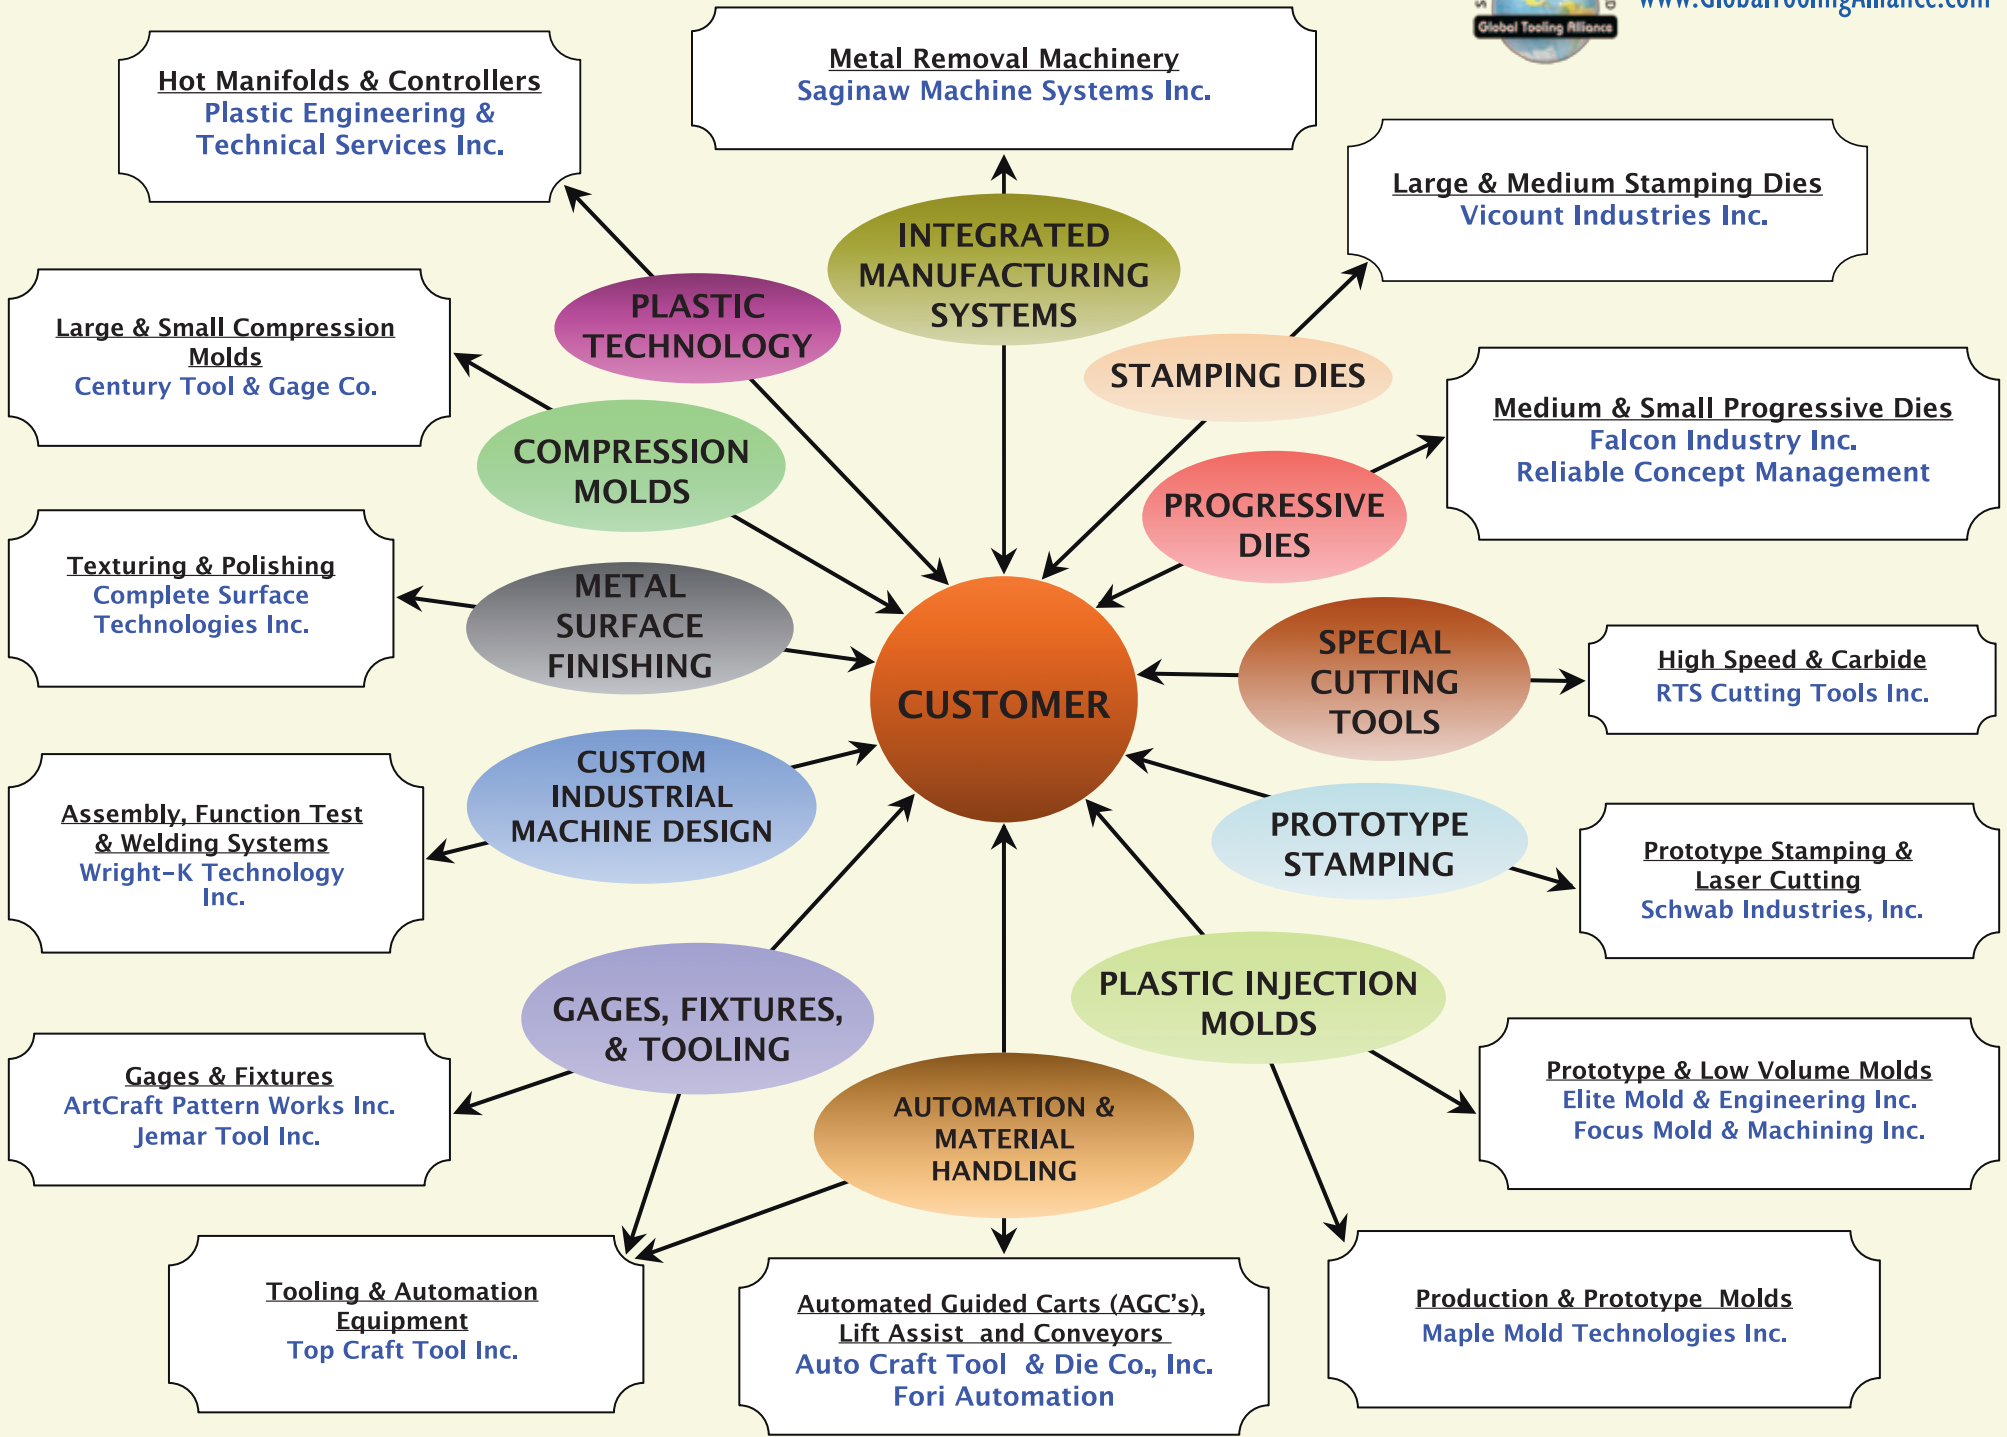 Global Tooling Alliance
www.GlobalToolingAlliance.com
Hot Manifolds & Controllers
Plastic Engineering &
Technical Services Inc.
Metal Removal Machinery
Saginaw Machine Systems Inc.
Large & Medium Stamping Dies
Vicount Industries Inc.
INTEGRATED
MANUFACTURING
SYSTEMS
PLASTIC
TECHNOLOGY
STAMPING DIES
Large & Small Compression
Molds
Century Tool & Gage Co.
COMPRESSION
MOLDS
Medium & Small Progressive Dies
Falcon Industry Inc.
Reliable Concept Management
PROGRESSIVE
DIES
Texturing & Polishing
Complete Surface
Technologies Inc.
METAL
SURFACE
FINISHING
SPECIAL
CUTTING
TOOLS
High Speed & Carbide
RTS Cutting Tools Inc.
CUSTOMER
CUSTOM
INDUSTRIAL
MACHINE DESIGN
Assembly, Function Test
& Welding Systems
Wright-K Technology
Inc.
PROTOTYPE
STAMPING
Prototype Stamping &
Laser Cutting
Schwab Industries, Inc.
GAGES, FIXTURES,
& TOOLING
PLASTIC INJECTION
MOLDS
Gages & Fixtures
ArtCraft Pattern Works Inc.
Jemar Tool Inc.
AUTOMATION &
MATERIAL
HANDLING
Prototype & Low Volume Molds
Elite Mold & Engineering Inc.
Focus Mold & Machining Inc.
Tooling & Automation
Equipment
Top Craft Tool Inc.
Automated Guided Carts (AGC's),
Lift Assist  and Conveyors
Auto Craft Tool  & Die Co., Inc.
Fori Automation
Production & Prototype  Molds
Maple Mold Technologies Inc.